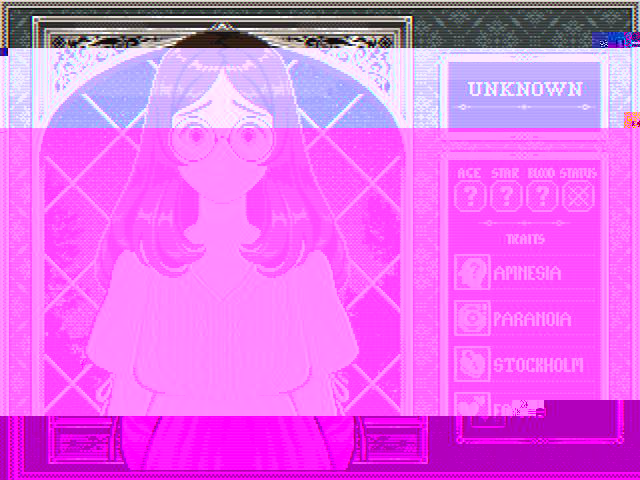 UNKNOWN
AGE STAR BLOOD STATUS
? ? ?
TRAITS
AMNESIA
PARANOIA
STOCKHOLM